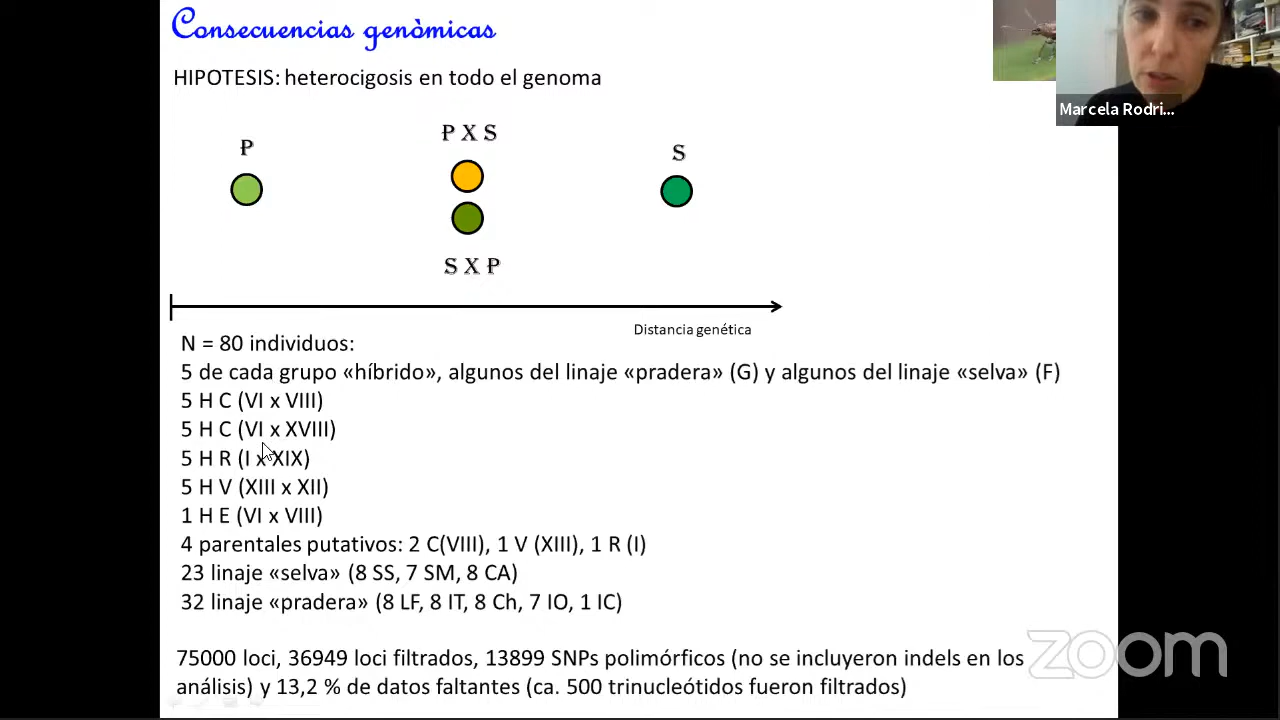 Consecuencias genòmicas
HIPOTESIS: heterocigosis en todo el genoma
Marcela Rodri...
P X S
P
S
S X P
Distancia genética
N = 80 individuos:
5 de cada grupo «híbrido», algunos del linaje «pradera» (G) y algunos del linaje «selva» (F)
5 H C (VI x VIII)
5 H C (VI x XVIII)
5 H R (I x XIX)
5 H V (XIII x XII)
1 H E (VI x VIII)
4 parentales putativos: 2 C(VIII), 1 V (XIII), 1 R (I)
23 linaje «selva» (8 SS, 7 SM, 8 CA)
32 linaje «pradera» (8 LF, 8 IT, 8 Ch, 7 IO, 1 IC)
75000 loci, 36949 loci filtrados, 13899 SNPs polimórficos (no se incluyeron indels en los
análisis) y 13,2 % de datos faltantes (ca. 500 trinucleótidos fueron filtrados)
zoom